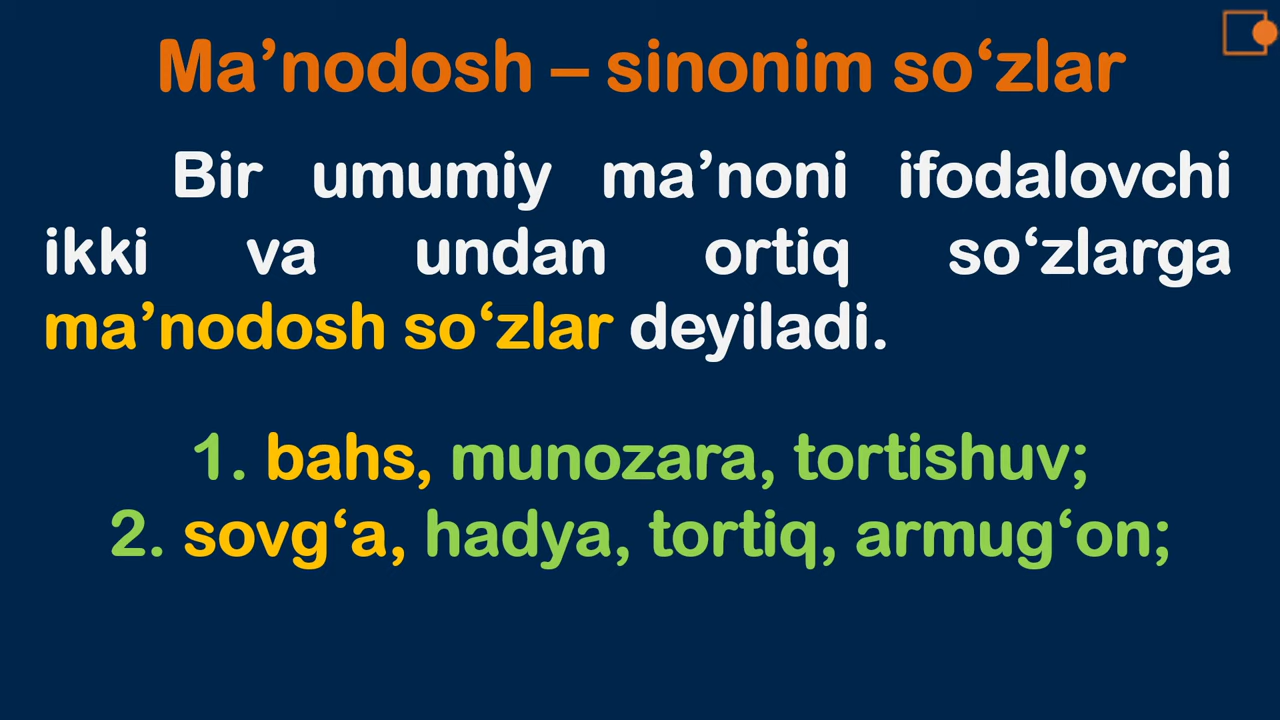 Ma’nodosh – sinonim so‘zlar
Bir umumiy ma’noni ifodalovchi
ikki va undan ortiq so‘zlarga
ma’nodosh so‘zlar deyiladi.
1. bahs, munozara, tortishuv;
2. sovg‘a, hadya, tortiq, armug‘on;